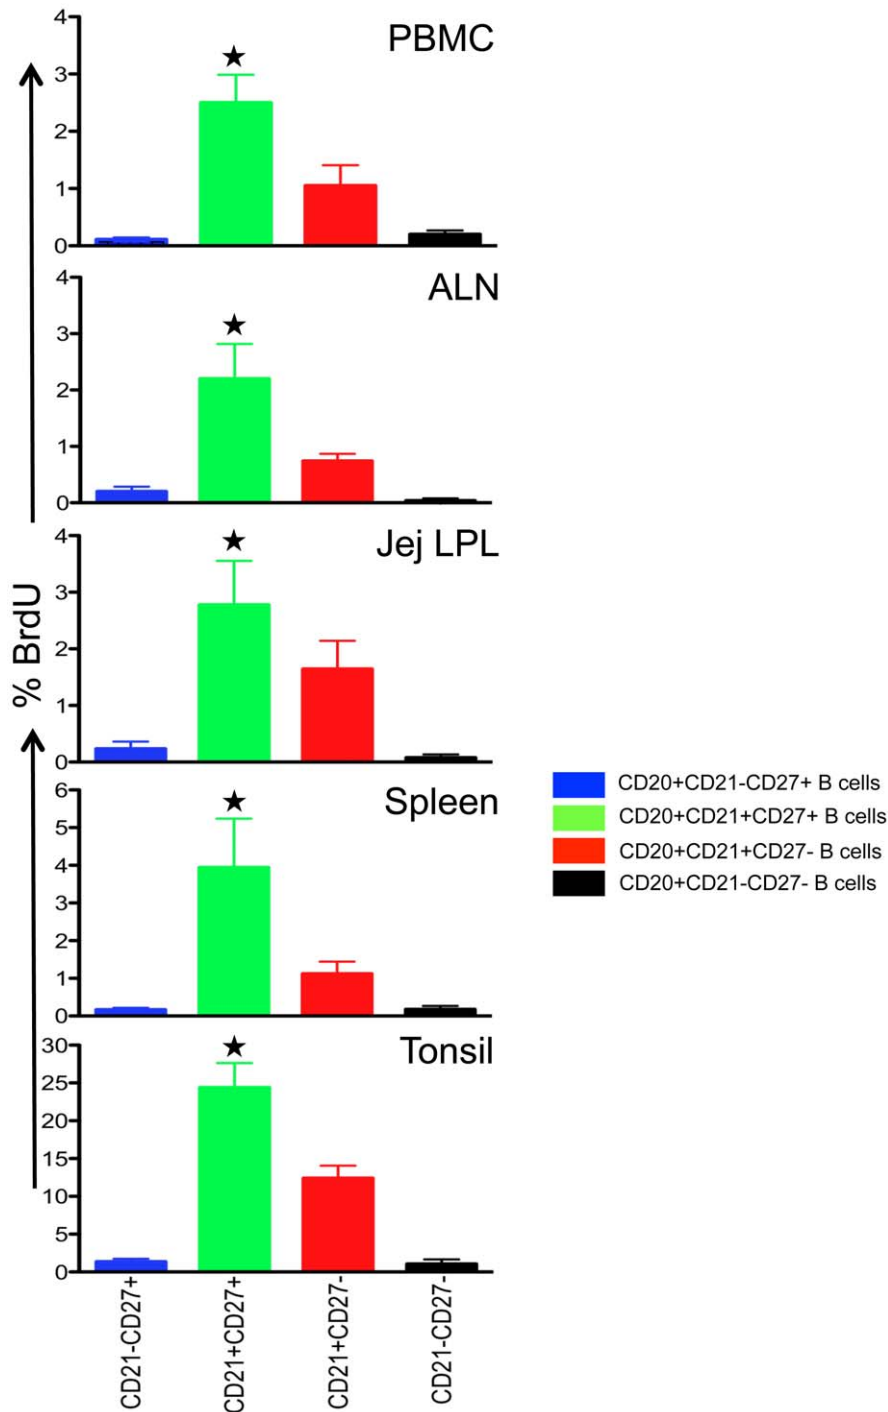 PBMC
4
3
2
1
0
ALN
4
3
2
1
0
Jej LPL
4
3
2
1
0
Spleen
6
5
4
3
2
1
0
Tonsil
30
25
20
15
10
5
0
% BrdU
CD21-CD27+
CD21+CD27+
CD21+CD27-
CD21-CD27-
CD20+CD21-CD27+ B cells
CD20+CD21+CD27+ B cells
CD20+CD21+CD27- B cells
CD20+CD21-CD27- B cells